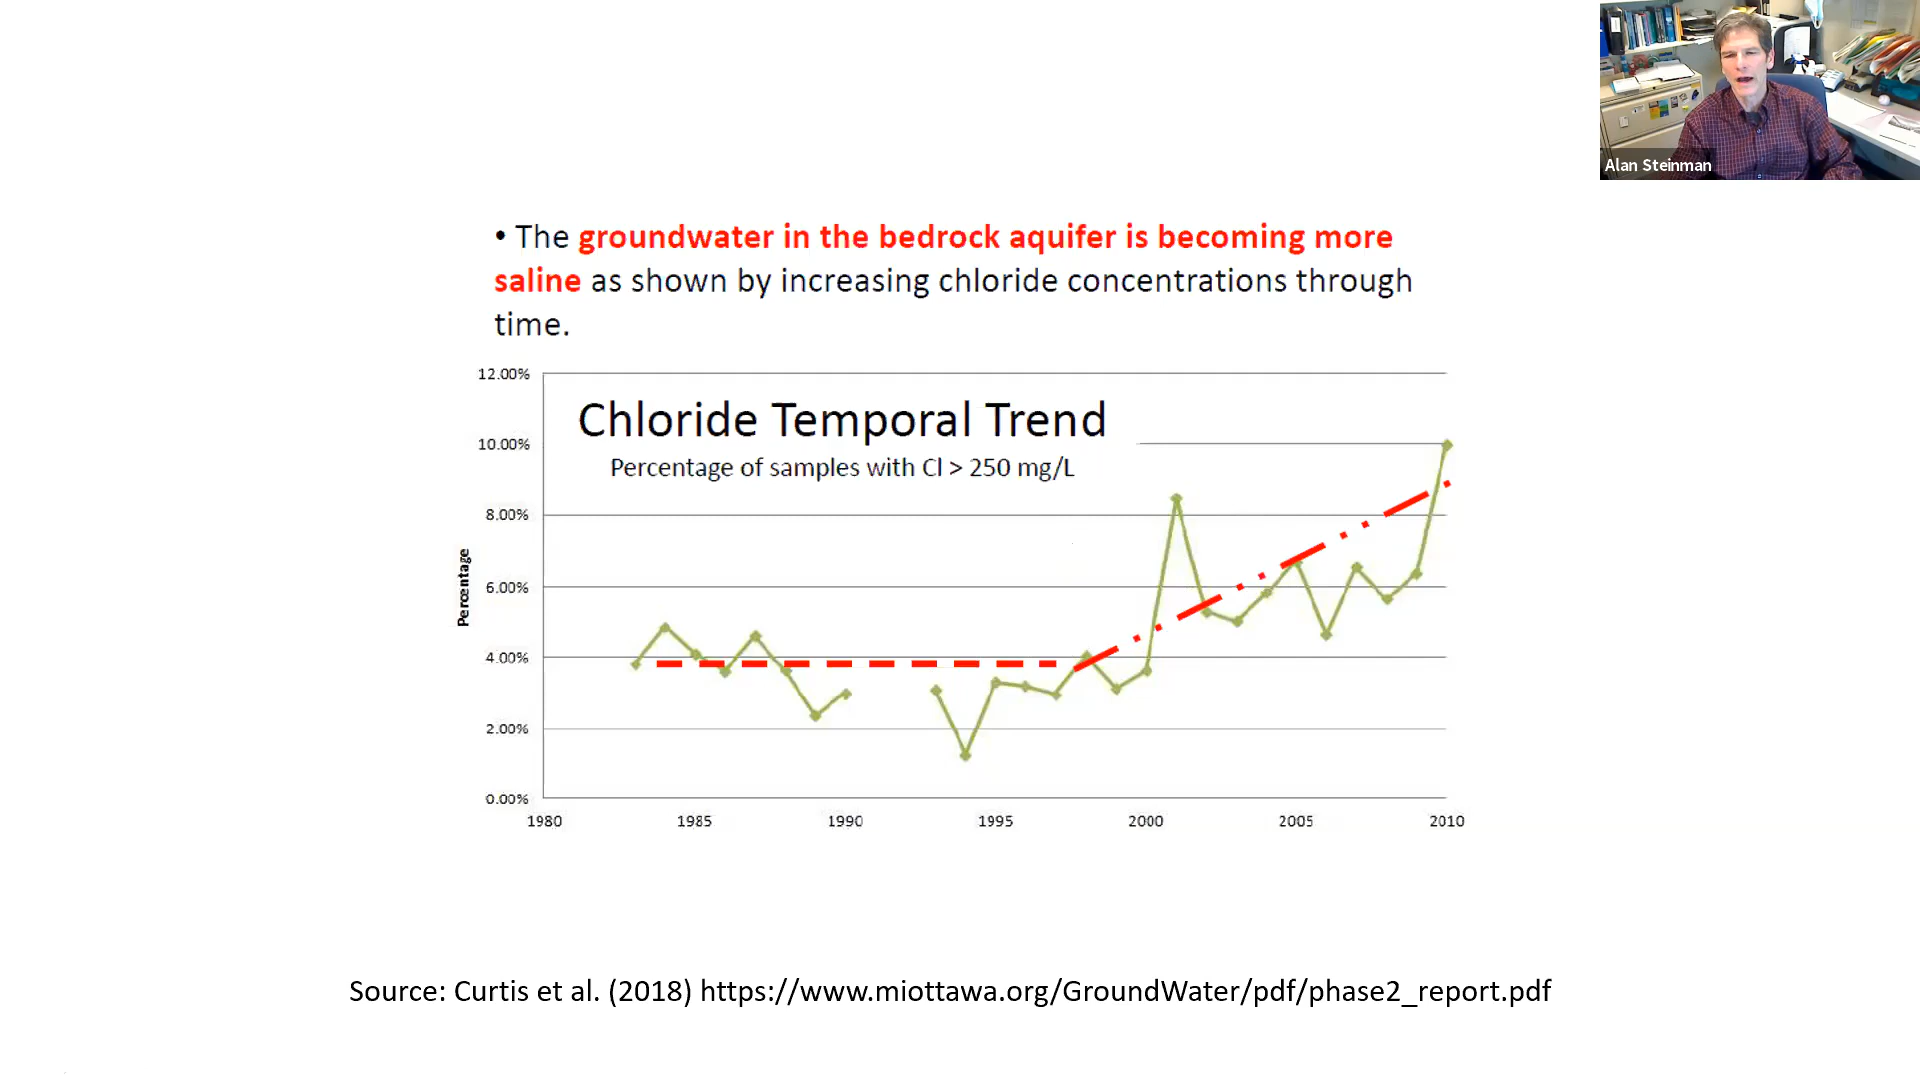 Alan Steinman
• The groundwater in the bedrock aquifer is becoming more
saline as shown by increasing chloride concentrations through
time.
Chloride Temporal Trend
Percentage of samples with Cl > 250 mg/L
Percentage
12.00%
10.00%
8.00%
6.00%
4.00%
2.00%
0.00%
1980 1985 1990 1995 2000 2005 2010
Source: Curtis et al. (2018) https://www.miottawa.org/GroundWater/pdf/phase2_report.pdf